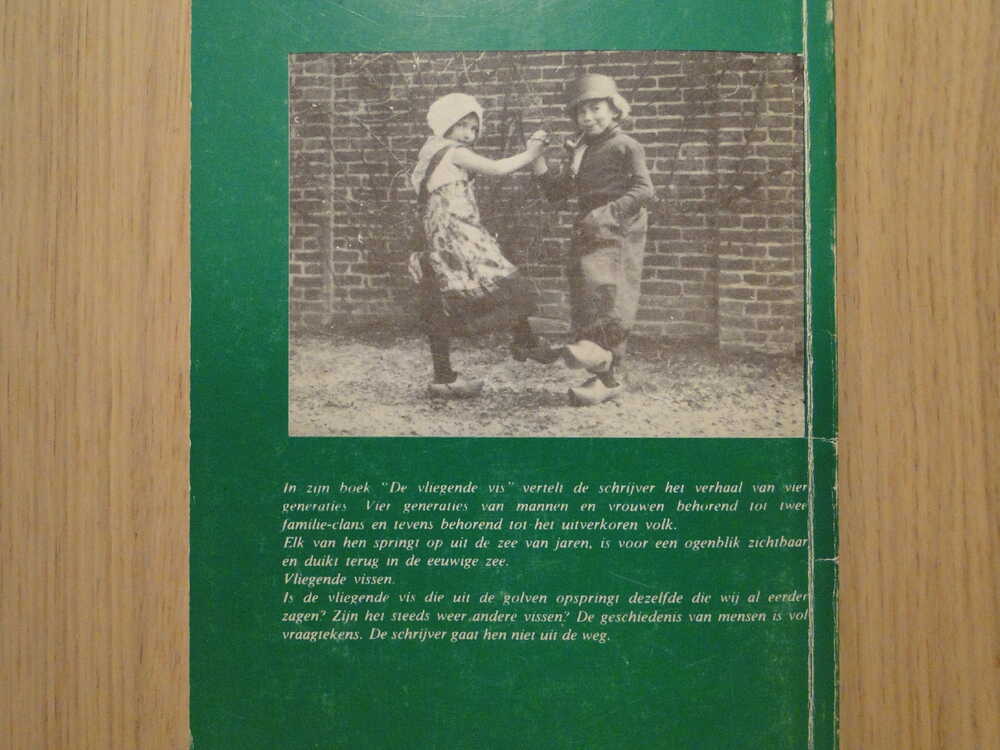 In zijn boek "De vliegende vis" vertelt de schrijver het verhaal van vier
generaties. Vier generaties van mannen en vrouwen behorend tot twee
familie-clans en tevens behorend tot het uitverkoren volk.
Elk van hen springt op uit de zee van jaren, is voor een ogenblik zichtbaar
en duikt terug in de eeuwige zee.
Vliegende vissen.
Is de vliegende vis die uit de golven opspringt dezelfde die wij al eerder
zagen? Zijn het steeds weer andere vissen? De geschiedenis van mensen is vol
vraagtekens. De schrijver gaat hen niet uit de weg.